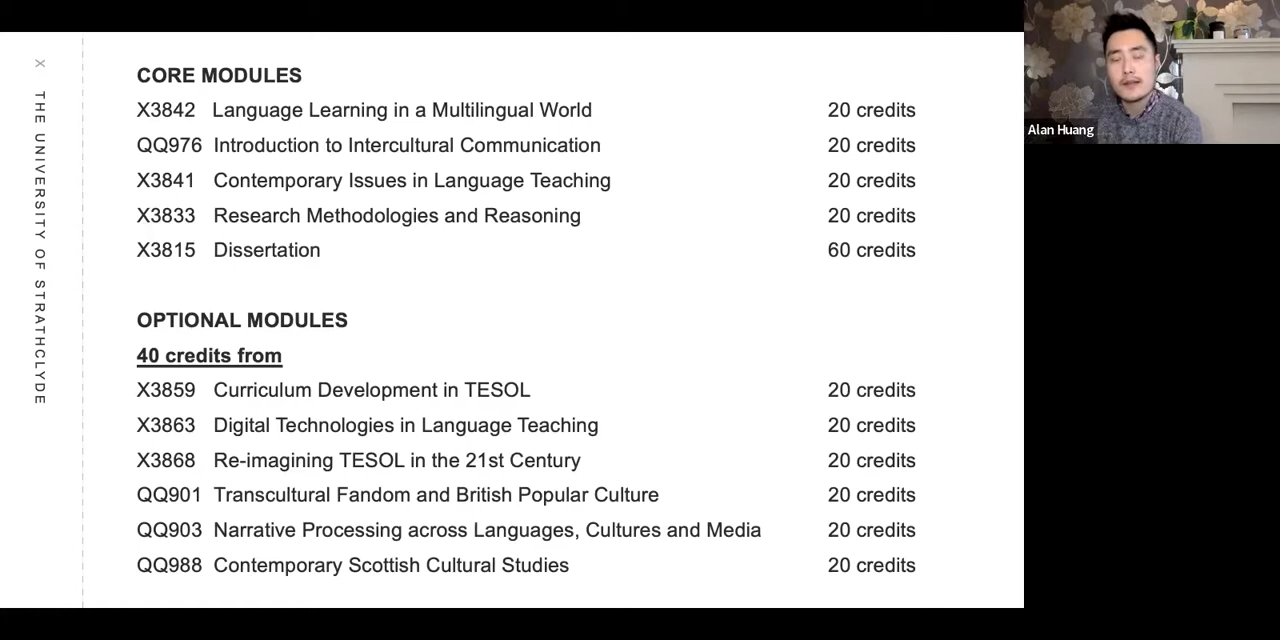 X THE UNIVERSITY OF STRATHCLYDE
CORE MODULES
X3842 Language Learning in a Multilingual World 20 credits
QQ976 Introduction to Intercultural Communication 20 credits
X3841 Contemporary Issues in Language Teaching 20 credits
X3833 Research Methodologies and Reasoning 20 credits
X3815 Dissertation 60 credits
OPTIONAL MODULES
40 credits from
X3859 Curriculum Development in TESOL 20 credits
X3863 Digital Technologies in Language Teaching 20 credits
X3868 Re-imagining TESOL in the 21st Century 20 credits
QQ901 Transcultural Fandom and British Popular Culture 20 credits
QQ903 Narrative Processing across Languages, Cultures and Media 20 credits
QQ988 Contemporary Scottish Cultural Studies 20 credits
Alan Huang